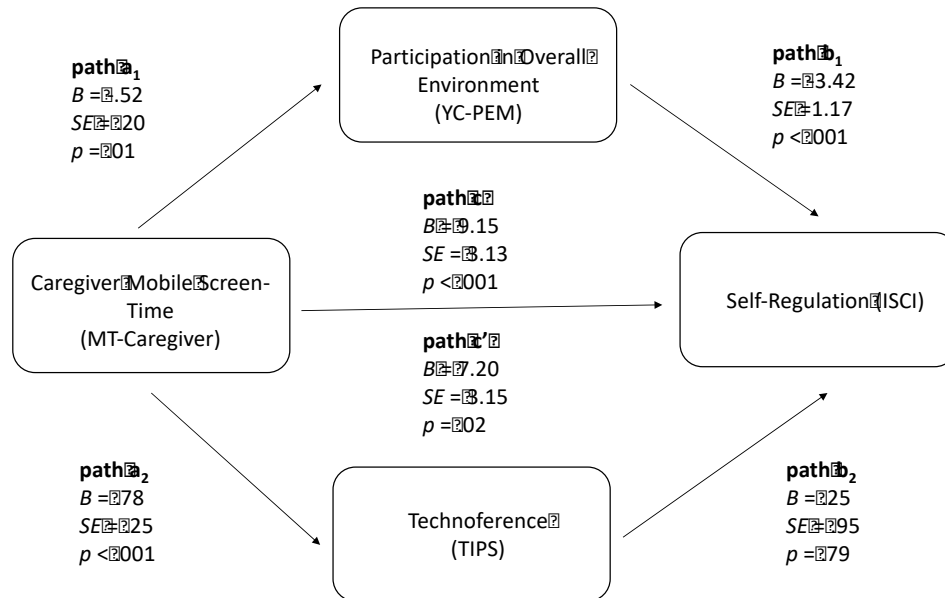 Participation in Overall
Environment
(YC-PEM)
path a1
B = -.52
SE = .20
p = .01
path b1
B = -3.42
SE = 1.17
p < .001
path c
B = 9.15
SE = 3.13
p < .001
Caregiver Mobile Screen-
Time
(MT-Caregiver)
Self-Regulation (ISCI)
path c'
B = 7.20
SE = 3.15
p = .02
path a2
B = .78
SE = .25
p < .001
Technoference
(TIPS)
path b2
B = .25
SE = .95
p = .79